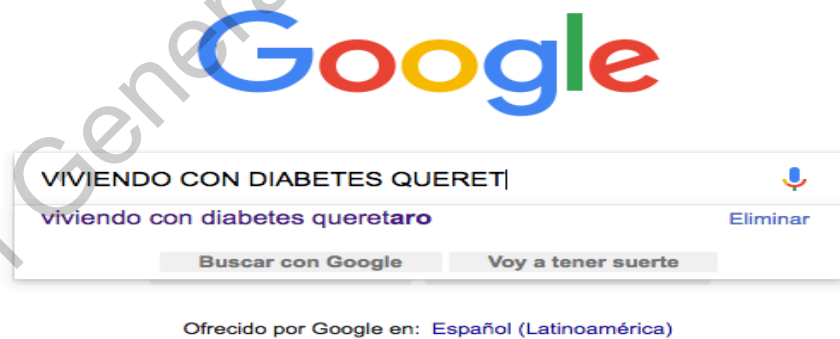 Google
VIVIENDO CON DIABETES QUERET
viviendo con diabetes queretaro Eliminar
Buscar con Google Voy a tener suerte
Ofrecido por Google en: Español (Latinoamérica)